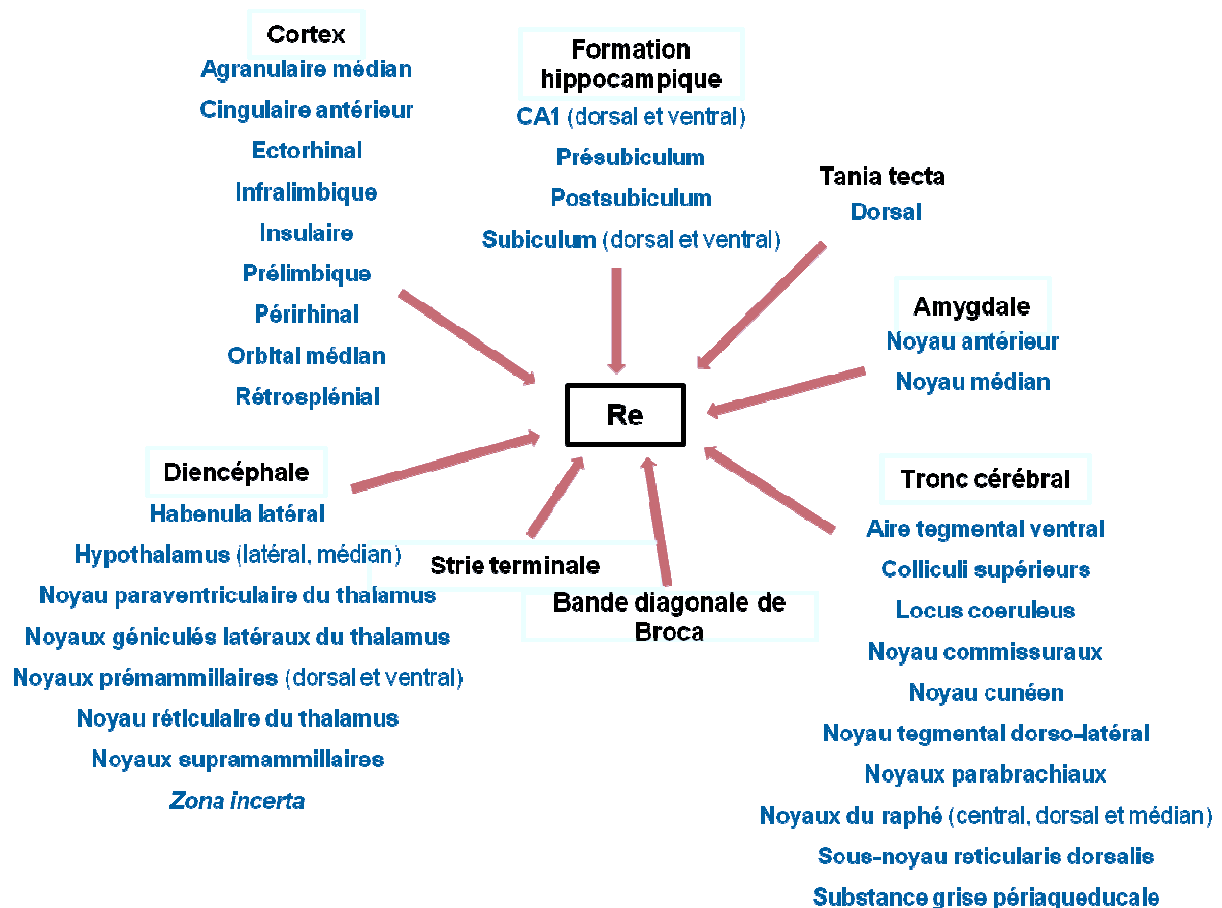 Cortex
Agranulaire médian
Cingulaire antérieur
Ectorhinal
Infralimbique
Insulaire
Prélimbique
Périrhinal
Orbital médian
Rétrosplénial
Formation
hippocampique
CA1 (dorsal et ventral)
Présubiculum
Postsubiculum
Subiculum (dorsal et ventral)
Tania tecta
Dorsal
Amygdale
Noyau antérieur
Noyau médian
Re
Diencéphale
Habenula latéral
Hypothalamus (latéral, médian)
Noyau paraventriculaire du thalamus
Noyaux géniculés latéraux du thalamus
Noyaux prémammillaires (dorsal et ventral)
Noyau réticulaire du thalamus
Noyaux supramammillaires
Zona incerta
Strie terminale
Bande diagonale de
Broca
Tronc cérébral
Aire tegmental ventral
Colliculi supérieurs
Locus coeruleus
Noyau commissuraux
Noyau cunéen
Noyau tegmental dorso-latéral
Noyaux parabrachiaux
Noyaux du raphé (central, dorsal et médian)
Sous-noyau reticularis dorsalis
Substance grise périaqueducale